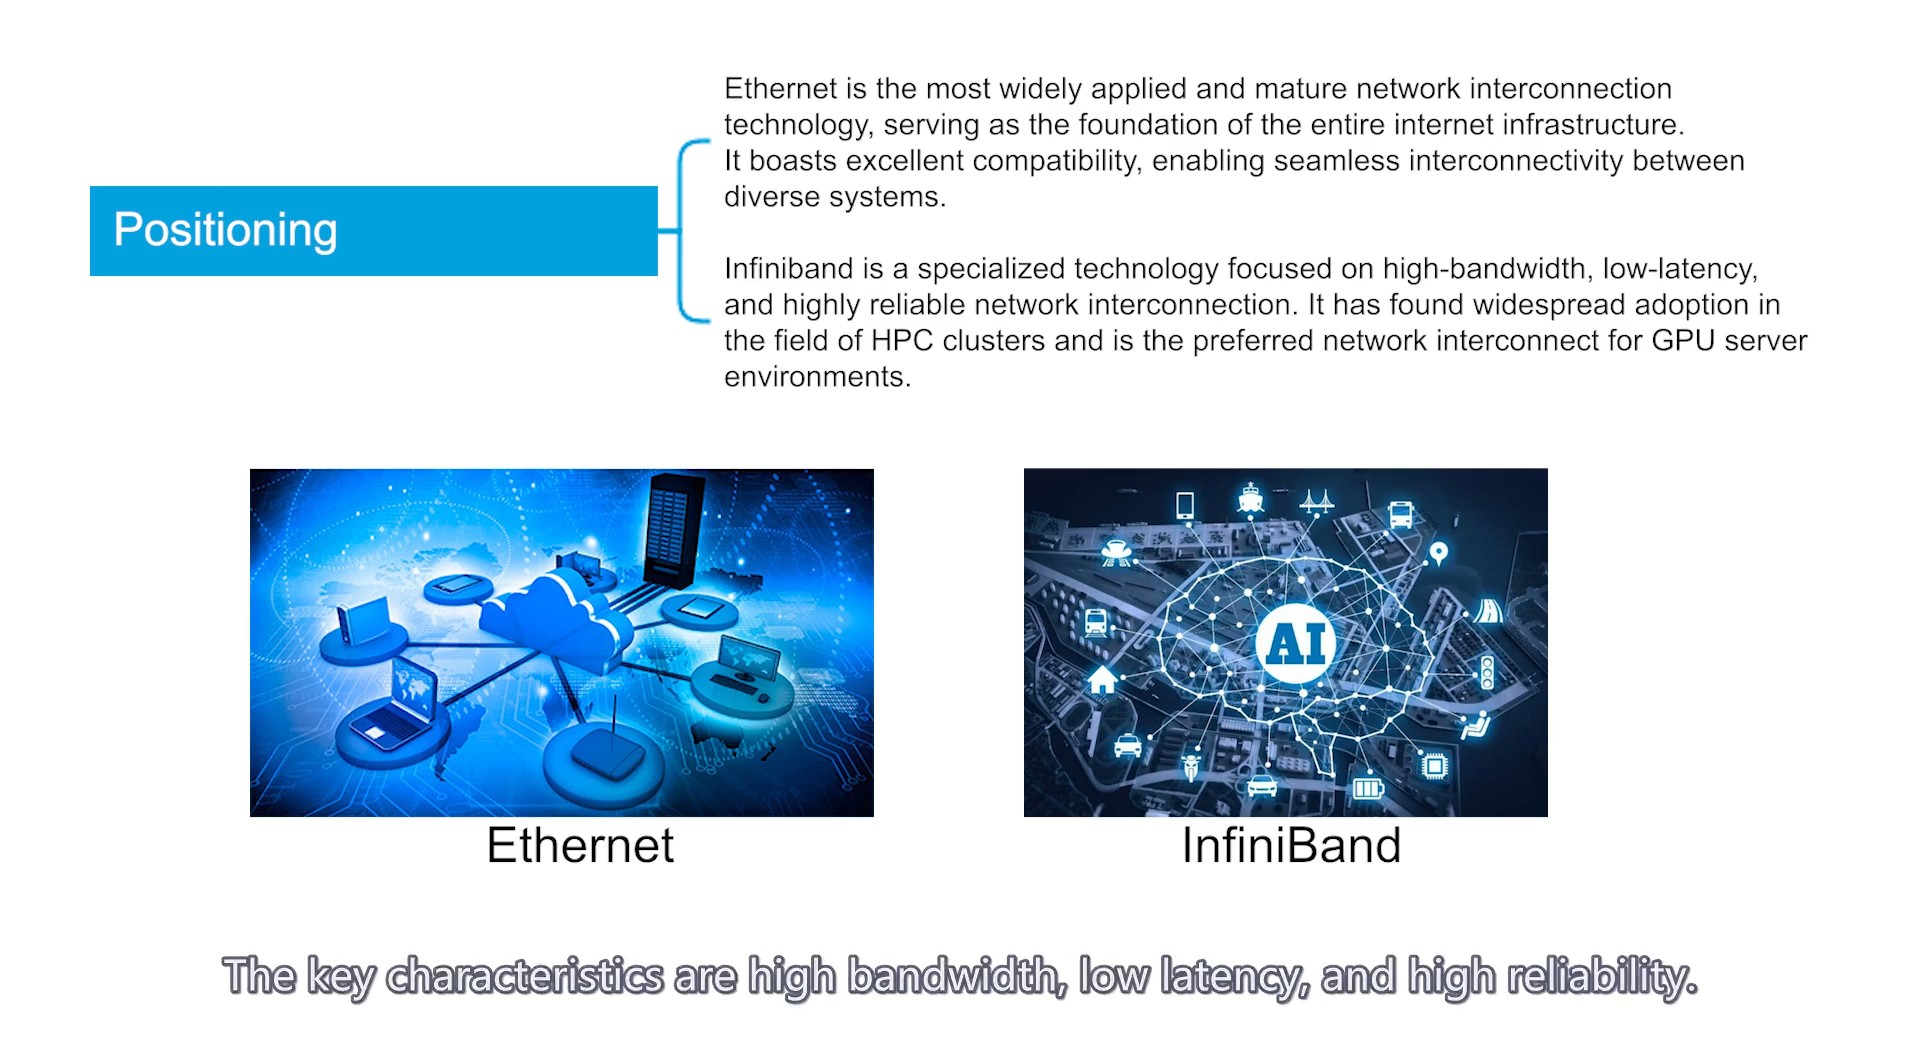 Positioning
Ethernet is the most widely applied and mature network interconnection
technology, serving as the foundation of the entire internet infrastructure.
It boasts excellent compatibility, enabling seamless interconnectivity between
diverse systems.
Infiniband is a specialized technology focused on high-bandwidth, low-latency,
and highly reliable network interconnection. It has found widespread adoption in
the field of HPC clusters and is the preferred network interconnect for GPU server
environments.
AI
Ethernet
InfiniBand
The key characteristics are high bandwidth, low latency, and high reliability.